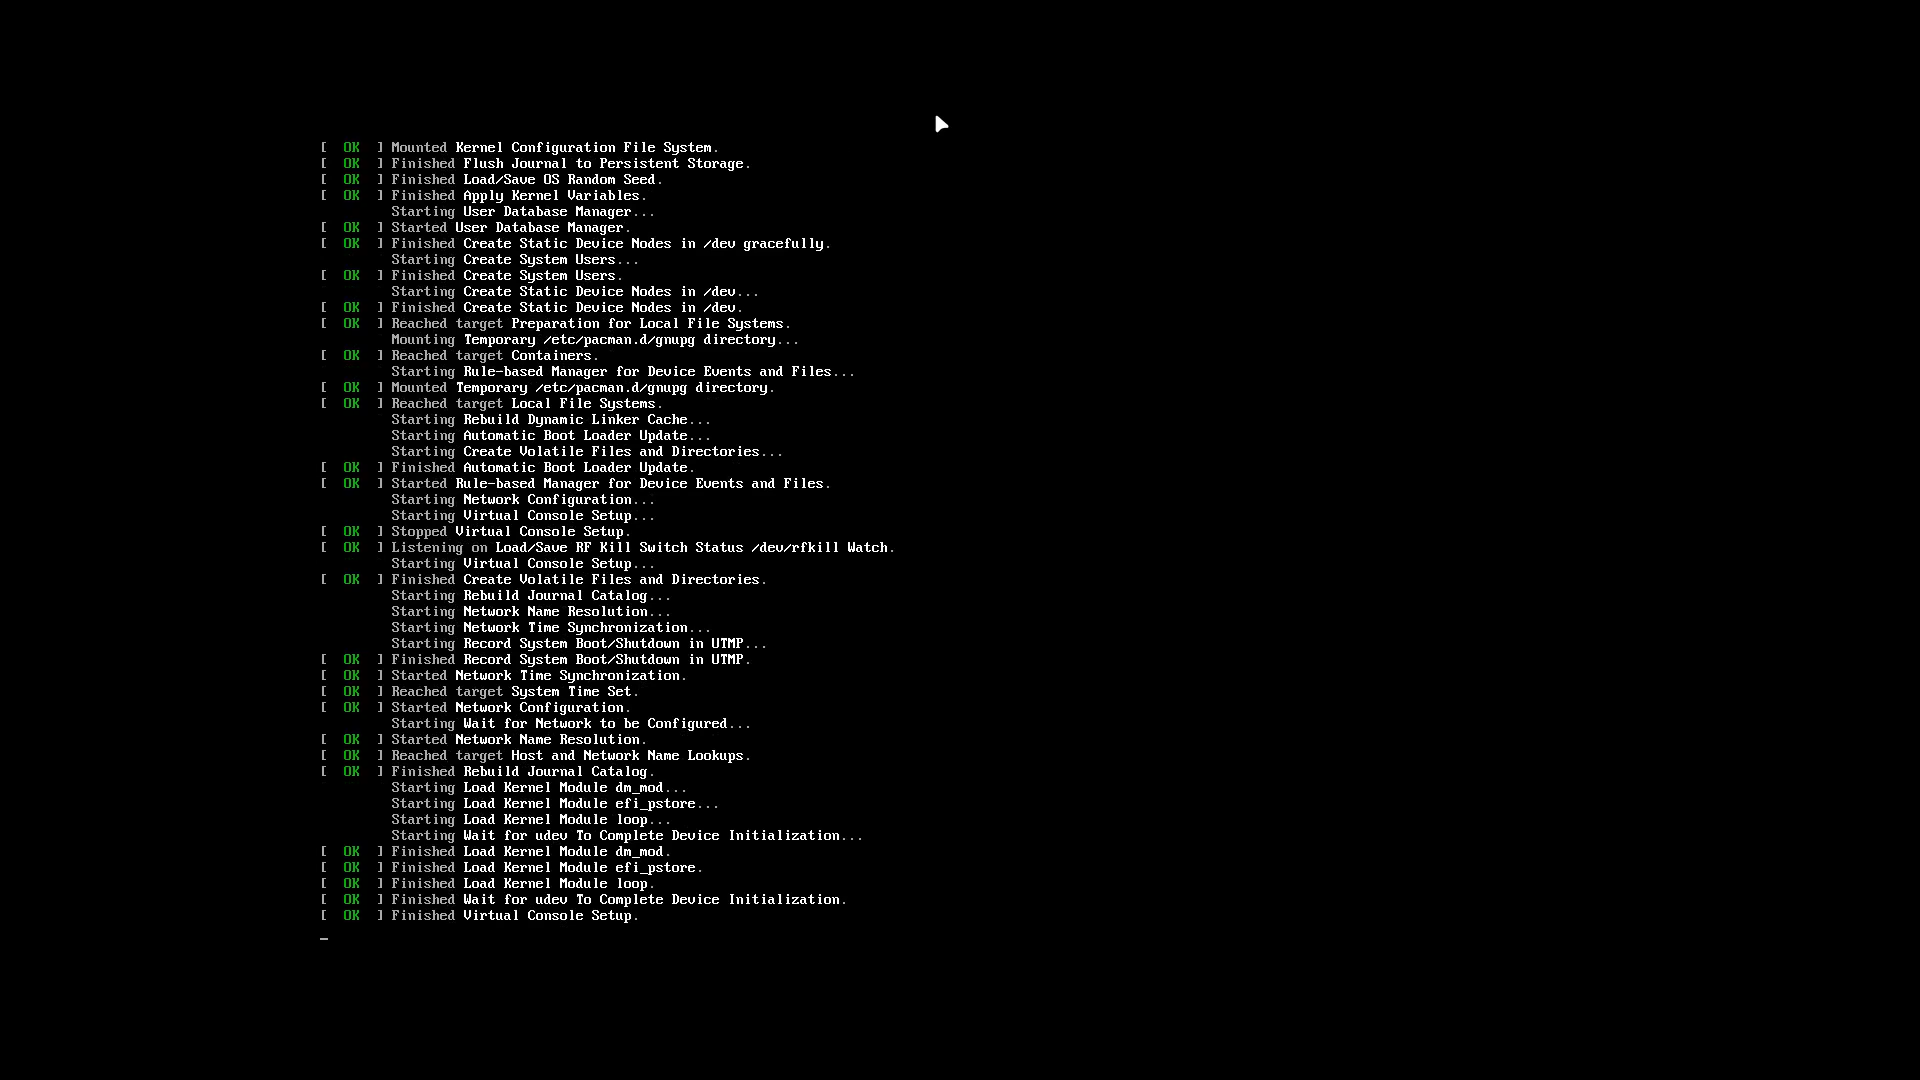 [  OK  ] Mounted Kernel Configuration File System.
[  OK  ] Finished Flush Journal to Persistent Storage.
[  OK  ] Finished Load/Save OS Random Seed.
[  OK  ] Finished Apply Kernel Variables.
         Starting User Database Manager...
[  OK  ] Started User Database Manager.
[  OK  ] Finished Create Static Device Nodes in /dev gracefully.
         Starting Create System Users...
[  OK  ] Finished Create System Users.
         Starting Create Static Device Nodes in /dev...
[  OK  ] Finished Create Static Device Nodes in /dev.
[  OK  ] Reached target Preparation for Local File Systems.
         Mounting Temporary /etc/pacman.d/gnupg directory...
[  OK  ] Reached target Containers.
         Starting Rule-based Manager for Device Events and Files...
[  OK  ] Mounted Temporary /etc/pacman.d/gnupg directory.
[  OK  ] Reached target Local File Systems.
         Starting Rebuild Dynamic Linker Cache...
         Starting Automatic Boot Loader Update...
         Starting Create Volatile Files and Directories...
[  OK  ] Finished Automatic Boot Loader Update.
[  OK  ] Started Rule-based Manager for Device Events and Files.
         Starting Network Configuration...
         Starting Virtual Console Setup...
[  OK  ] Stopped Virtual Console Setup.
[  OK  ] Listening on Load/Save RF Kill Switch Status /dev/rfkill Watch.
         Starting Virtual Console Setup...
[  OK  ] Finished Create Volatile Files and Directories.
         Starting Rebuild Journal Catalog...
         Starting Network Name Resolution...
         Starting Network Time Synchronization...
         Starting Record System Boot/Shutdown in UTMP...
[  OK  ] Finished Record System Boot/Shutdown in UTMP.
[  OK  ] Started Network Time Synchronization.
[  OK  ] Reached target System Time Set.
[  OK  ] Started Network Configuration.
         Starting Wait for Network to be Configured...
[  OK  ] Started Network Name Resolution.
[  OK  ] Reached target Host and Network Name Lookups.
[  OK  ] Finished Rebuild Journal Catalog.
         Starting Load Kernel Module dm_mod...
         Starting Load Kernel Module efi_pstore...
         Starting Load Kernel Module loop...
         Starting Wait for udev To Complete Device Initialization...
[  OK  ] Finished Load Kernel Module dm_mod.
[  OK  ] Finished Load Kernel Module efi_pstore.
[  OK  ] Finished Load Kernel Module loop.
[  OK  ] Finished Wait for udev To Complete Device Initialization.
[  OK  ] Finished Virtual Console Setup.